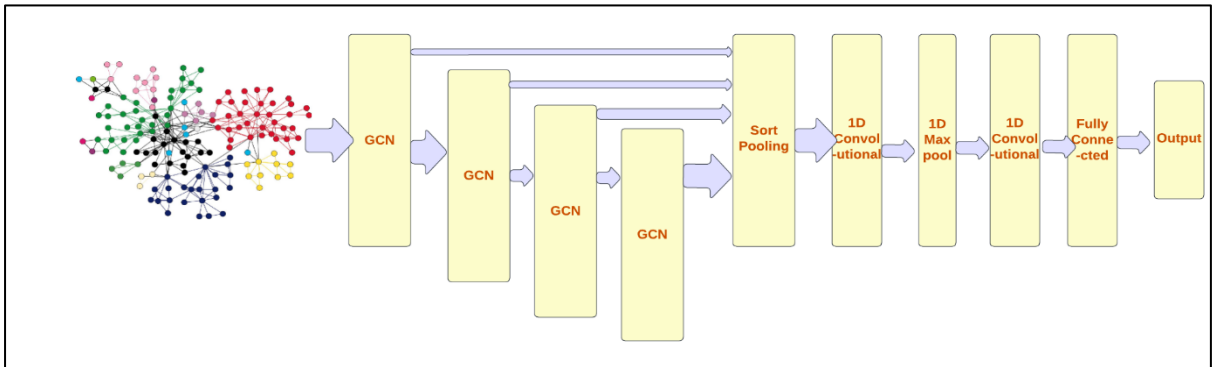 GCN
GCN
GCN
GCN
Sort
Pooling
1D
Convol
-utional
1D
Max
pool
1D
Convol
-utional
Fully
Conne
-cted
Output